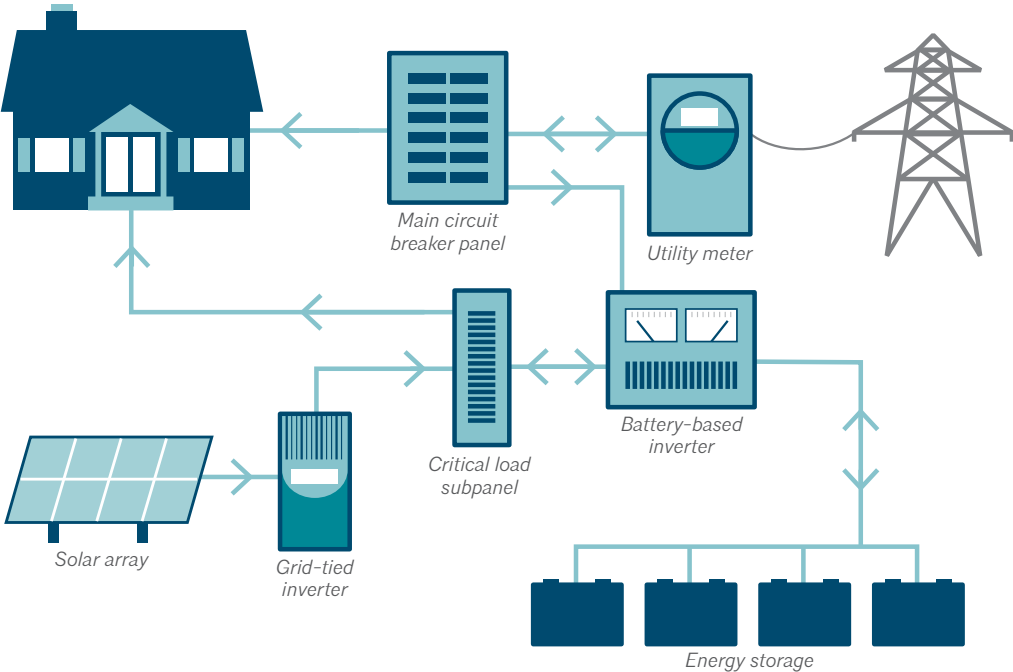 Main circuit
breaker panel
Utility meter
Battery-based
inverter
Critical load
subpanel
Solar array
Grid-tied
inverter
Energy storage